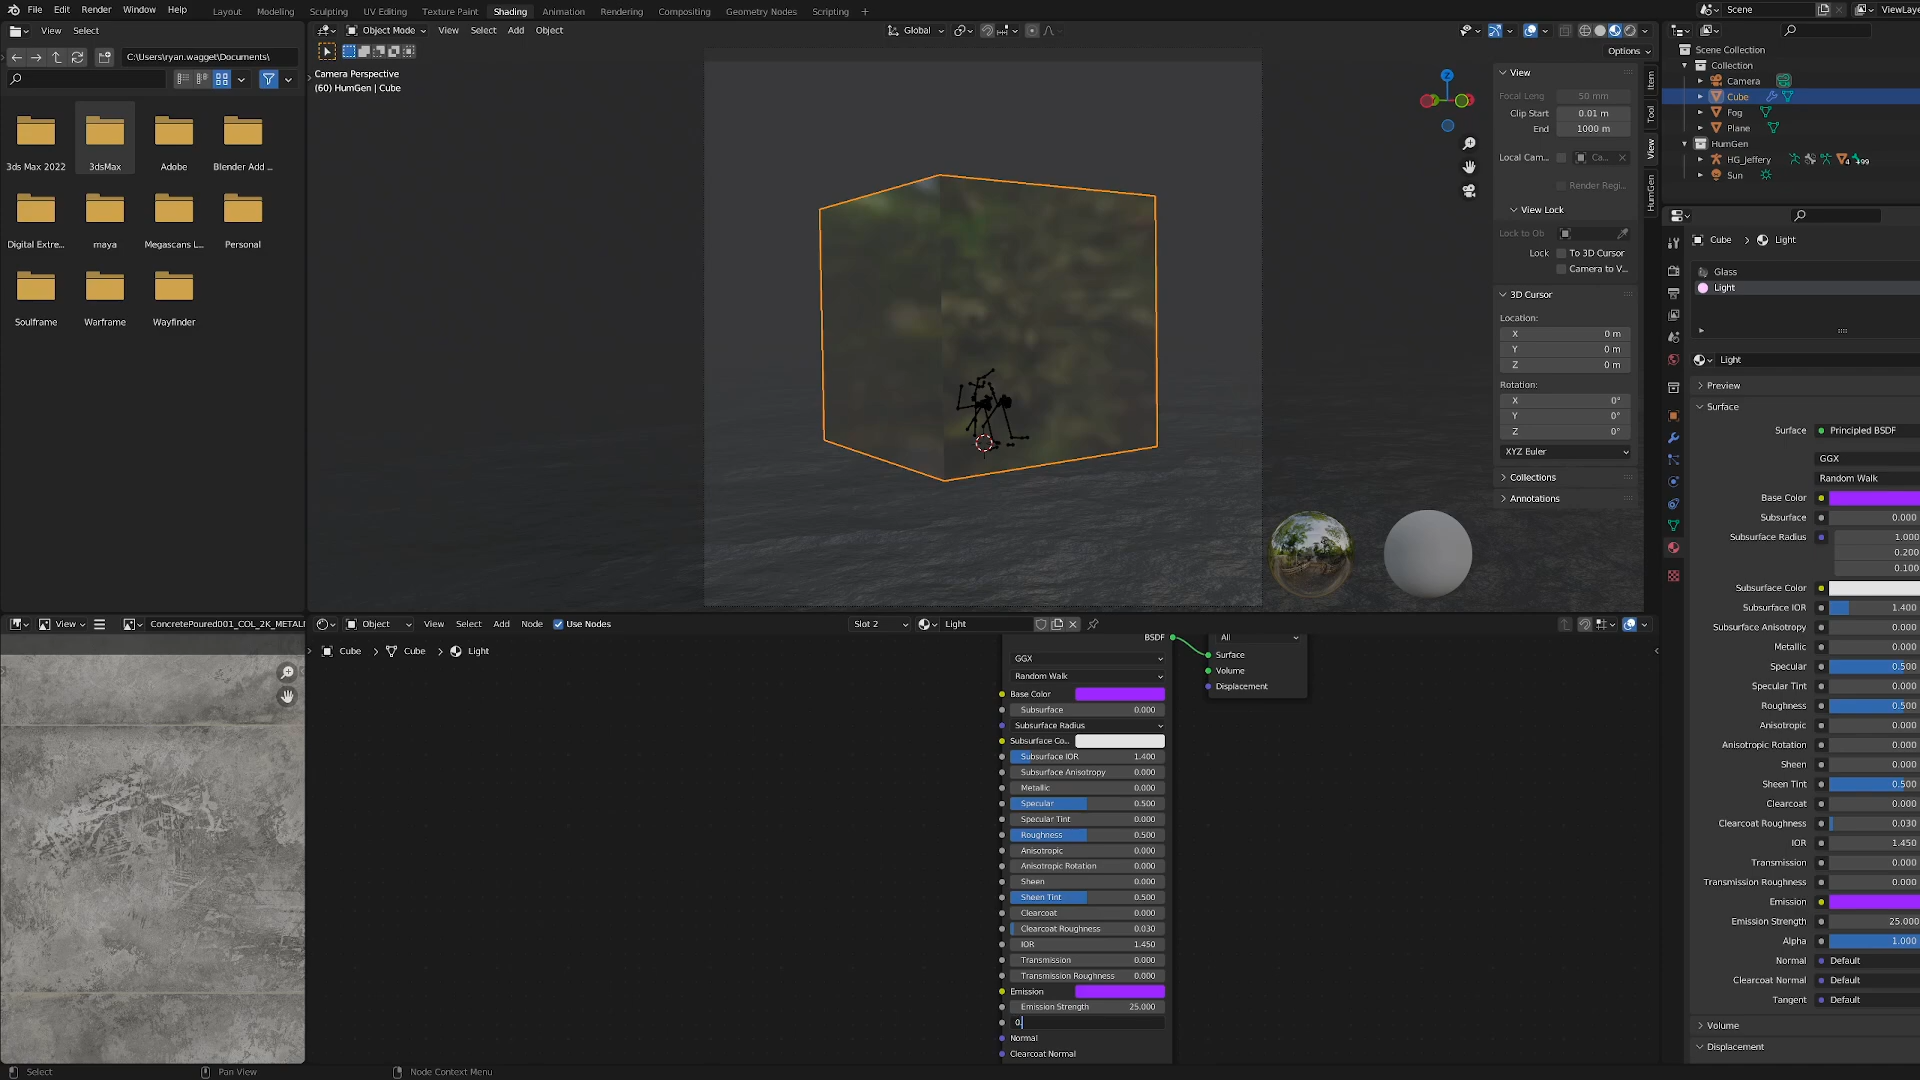 File Edit Render Window Help Layout Modeling Sculpting UV Editing Texture Paint Shading Animation Rendering Compositing Geometry Nodes Scripting + Scene ViewLaye
View Select
C:\Users\ryan.wagget\Documents\
3ds Max 2022 3dsMax Adobe Blender Add ...
Digital Extre... maya Megascans L... Personal
Soulframe Warframe Wayfinder
Object Mode View Select Add Object Global
Options
Camera Perspective
(60) HumGen | Cube
View
Focal Leng 50 mm
Clip Start 0.01 m
End 1000 m
Local Cam... Ca...
Render Regi...
View Lock
Lock to Ob
Lock To 3D Cursor
Camera to V...
3D Cursor
Location:
X 0 m
Y 0 m
Z 0 m
Rotation:
X 0°
Y 0°
Z 0°
XYZ Euler
Collections
Annotations
Item
Tool
View
HumGen
Z
Scene Collection
Collection
Camera
Cube
Fog
Plane
HumGen
HG_Jeffery 4 99
Sun
Cube > Light
Glass
Light
Light
Preview
Surface
Surface Principled BSDF
GGX
Random Walk
Base Color
Subsurface 0.000
Subsurface Radius 1.000
0.200
0.100
Subsurface Color
Subsurface IOR 1.400
Subsurface Anisotropy 0.000
Metallic 0.000
Specular 0.500
Specular Tint 0.000
Roughness 0.500
Anisotropic 0.000
Anisotropic Rotation 0.000
Sheen 0.000
Sheen Tint 0.500
Clearcoat 0.000
Clearcoat Roughness 0.030
IOR 1.450
Transmission 0.000
Transmission Roughness 0.000
Emission
Emission Strength 25.000
Alpha 1.000
Normal Default
Clearcoat Normal Default
Tangent Default
Volume
Displacement
View ConcretePoured001_COL_2K_METALI
Object View Select Add Node Use Nodes Slot 2 Light
Cube > Cube > Light
BSDF
GGX
Random Walk
Base Color
Subsurface 0.000
Subsurface Radius
Subsurface Co...
Subsurface IOR 1.400
Subsurface Anisotropy 0.000
Metallic 0.000
Specular 0.500
Specular Tint 0.000
Roughness 0.500
Anisotropic 0.000
Anisotropic Rotation 0.000
Sheen 0.000
Sheen Tint 0.500
Clearcoat 0.000
Clearcoat Roughness 0.030
IOR 1.450
Transmission 0.000
Transmission Roughness 0.000
Emission
Emission Strength 25.000
0.
Normal
Clearcoat Normal
All
Surface
Volume
Displacement
Select Pan View Node Context Menu